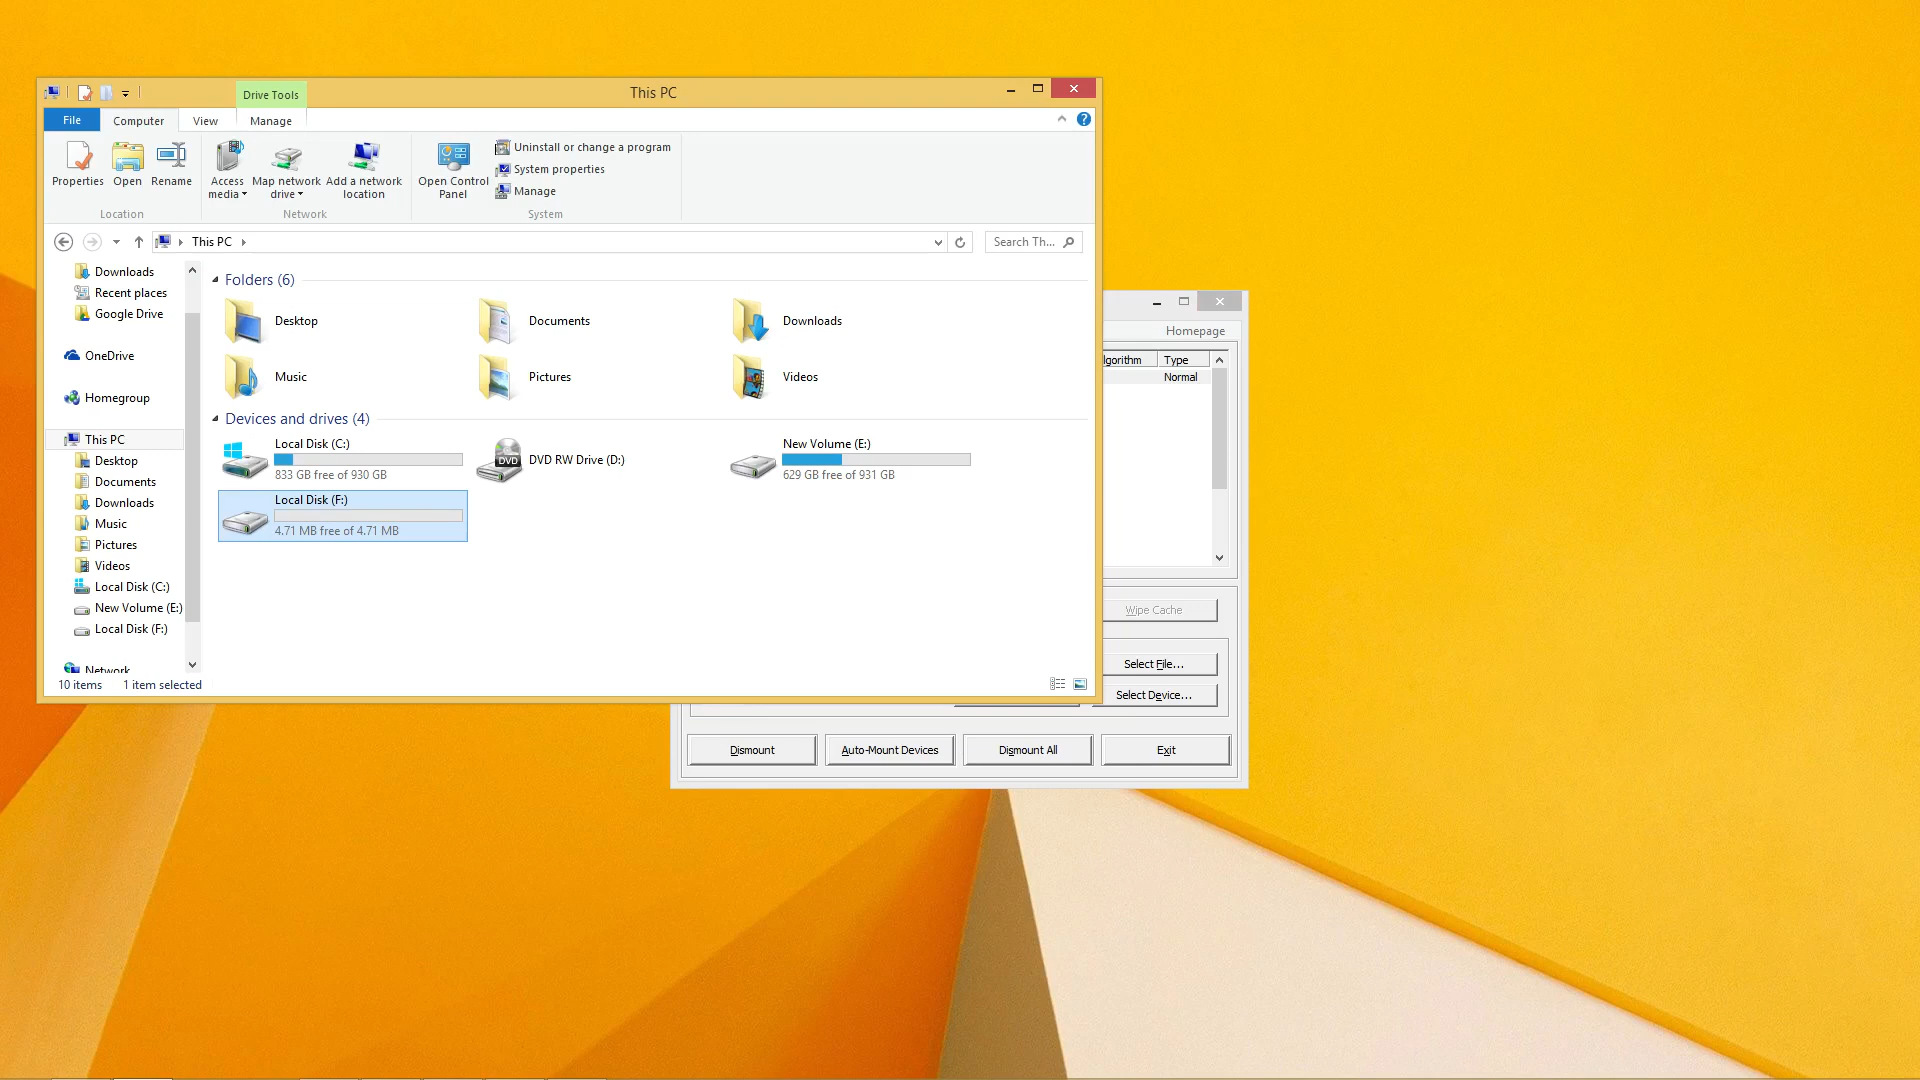 Drive Tools
This PC
File
Computer
View
Manage
Properties
Open
Rename
Access media
Map network drive
Add a network location
Open Control Panel
Uninstall or change a program
System properties
Manage
Location
Network
System
This PC
Search Th...
Downloads
Recent places
Google Drive
OneDrive
Homegroup
This PC
Desktop
Documents
Downloads
Music
Pictures
Videos
Local Disk (C:)
New Volume (E:)
Local Disk (F:)
Network
Folders (6)
Desktop
Documents
Downloads
Music
Pictures
Videos
Devices and drives (4)
Local Disk (C:)
833 GB free of 930 GB
DVD RW Drive (D:)
New Volume (E:)
629 GB free of 931 GB
Local Disk (F:)
4.71 MB free of 4.71 MB
10 items
1 item selected
Homepage
lgorithm
Type
Normal
Wipe Cache
Select File...
Select Device...
Dismount
Auto-Mount Devices
Dismount All
Exit